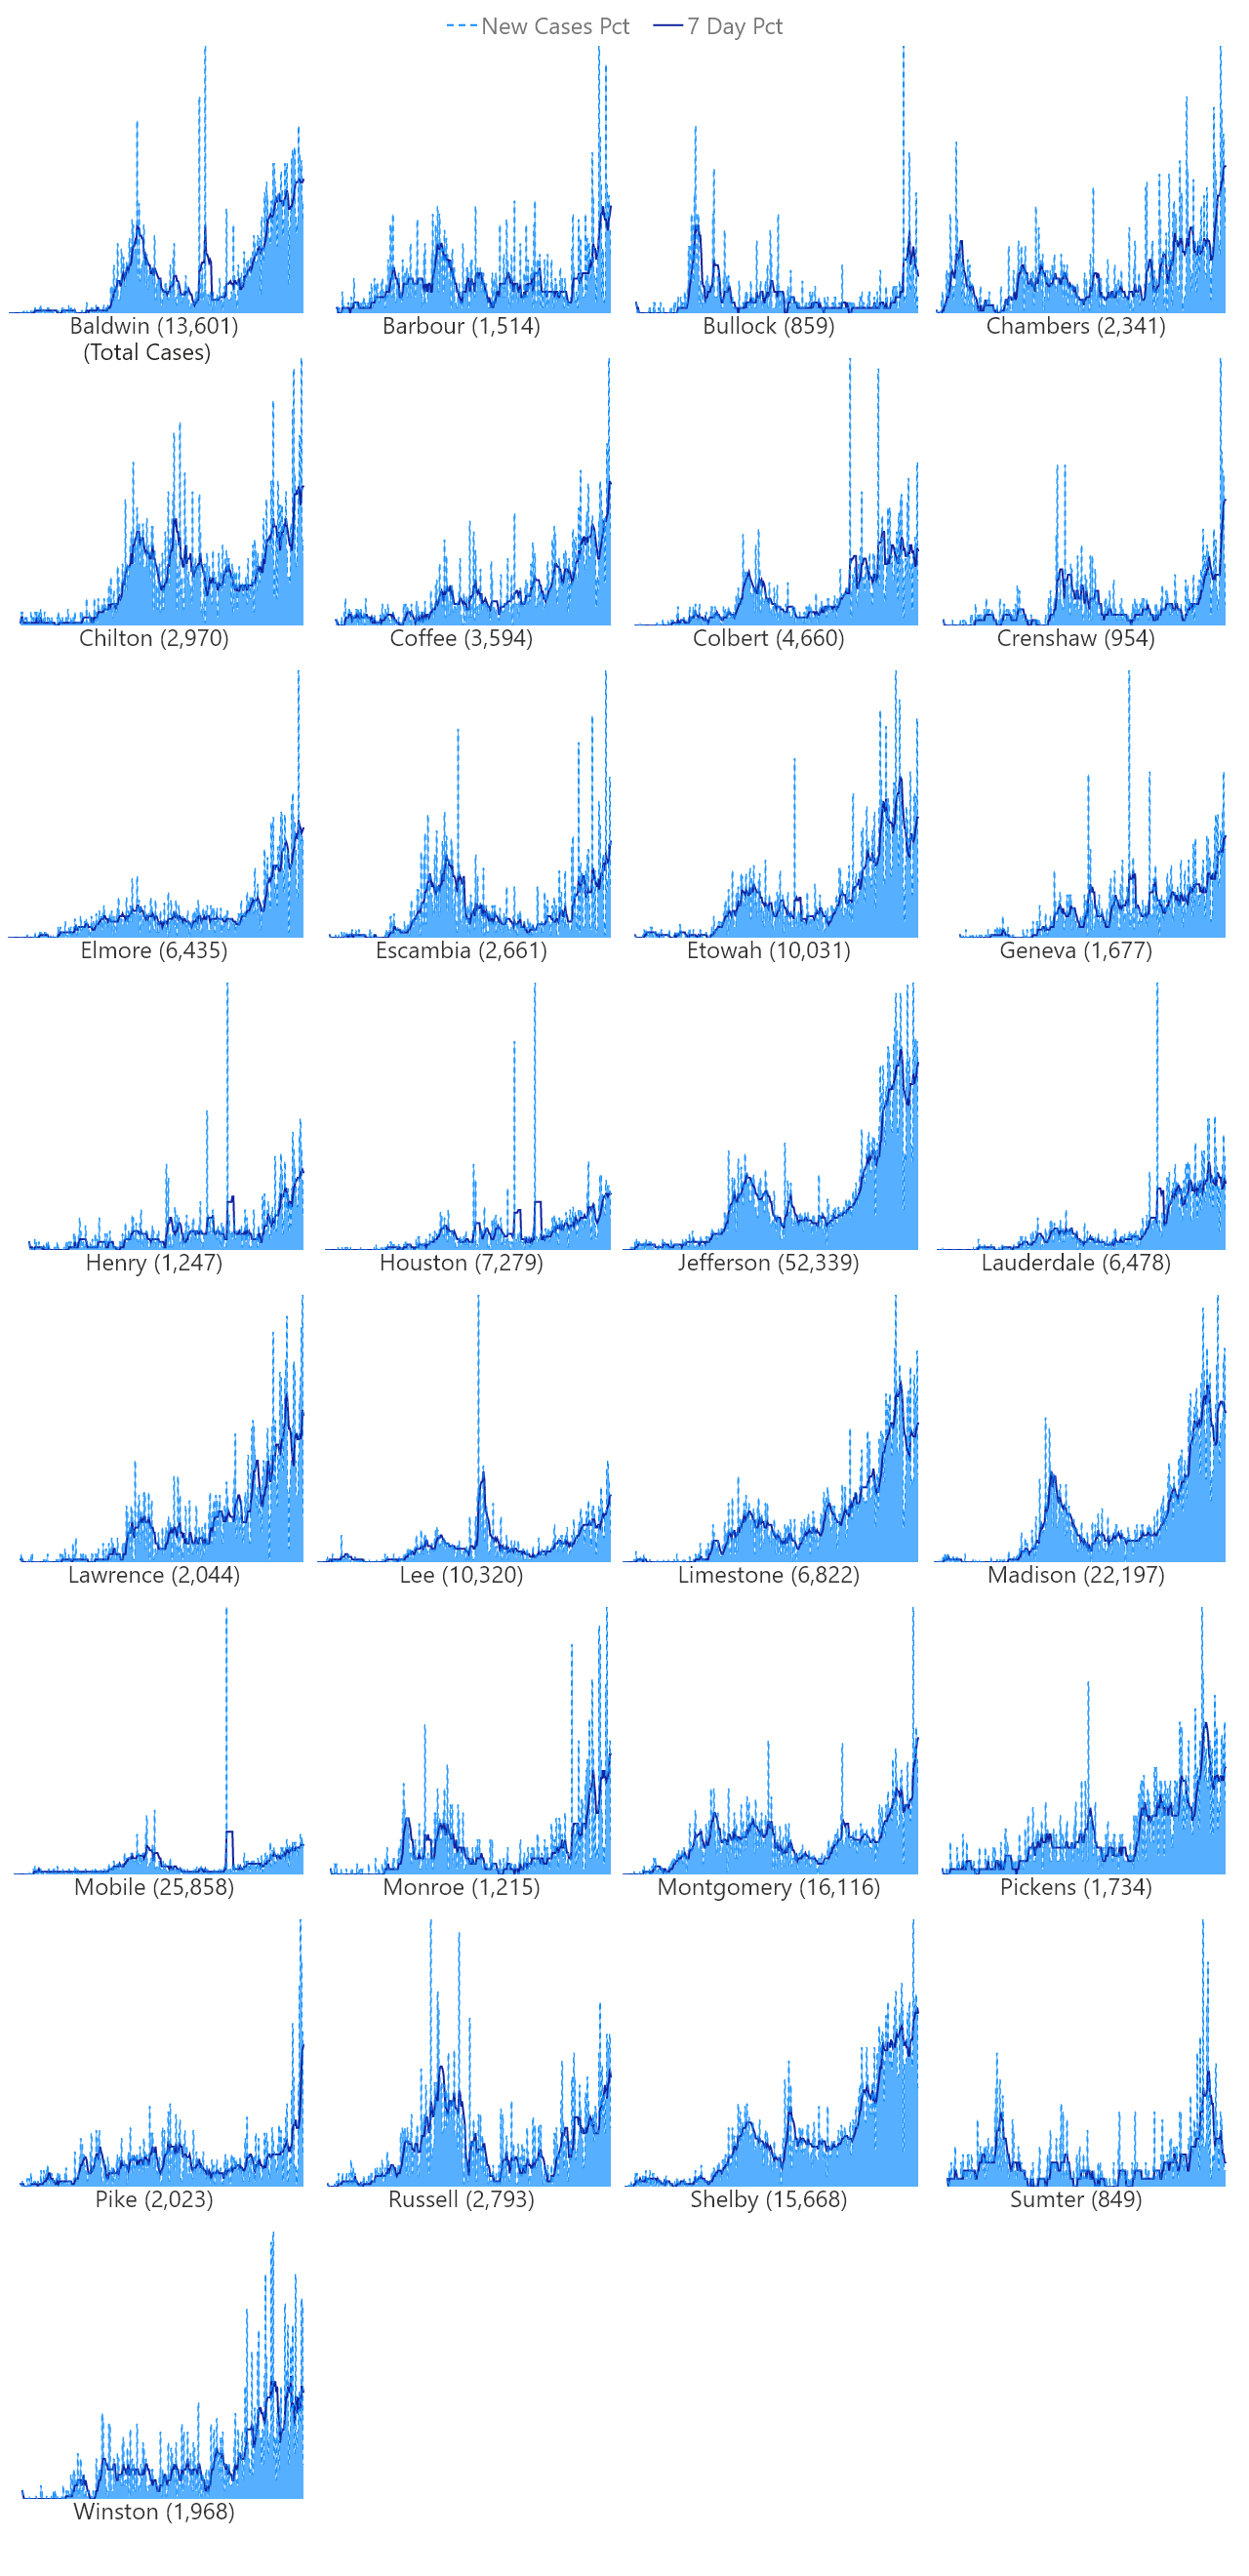 New Cases Pct 7 Day Pct
Baldwin (13,601) Barbour (1,514) Bullock (859) Chambers (2,341)
(Total Cases)
Chilton (2,970) Coffee (3,594) Colbert (4,660) Crenshaw (954)
Elmore (6,435) Escambia (2,661) Etowah (10,031) Geneva (1,677)
Henry (1,247) Houston (7,279) Jefferson (52,339) Lauderdale (6,478)
Lawrence (2,044) Lee (10,320) Limestone (6,822) Madison (22,197)
Mobile (25,858) Monroe (1,215) Montgomery (16,116) Pickens (1,734)
Pike (2,023) Russell (2,793) Shelby (15,668) Sumter (849)
Winston (1,968)